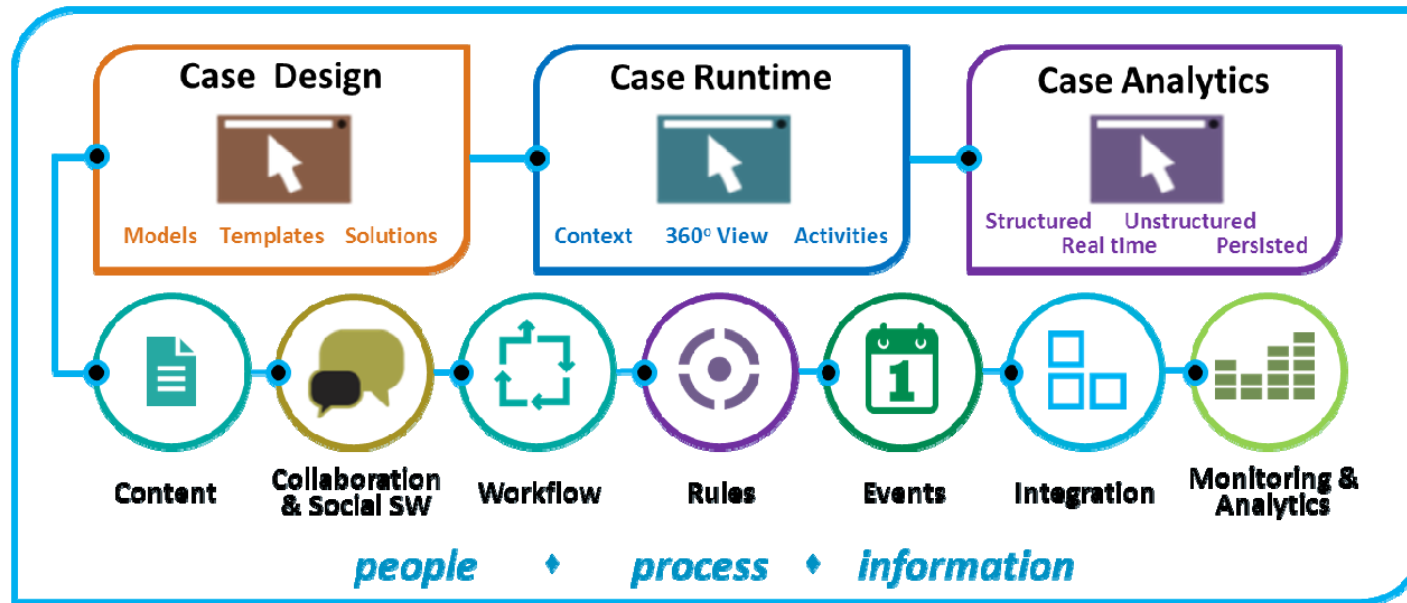 Case Design
Case Runtime
Case Analytics
Models Templates Solutions
Context 360º View Activities
Structured Unstructured
Real time Persisted
1
Content
Collaboration
& Social SW
Workflow
Rules
Events
Integration
Monitoring &
Analytics
people ♦ process ♦ information